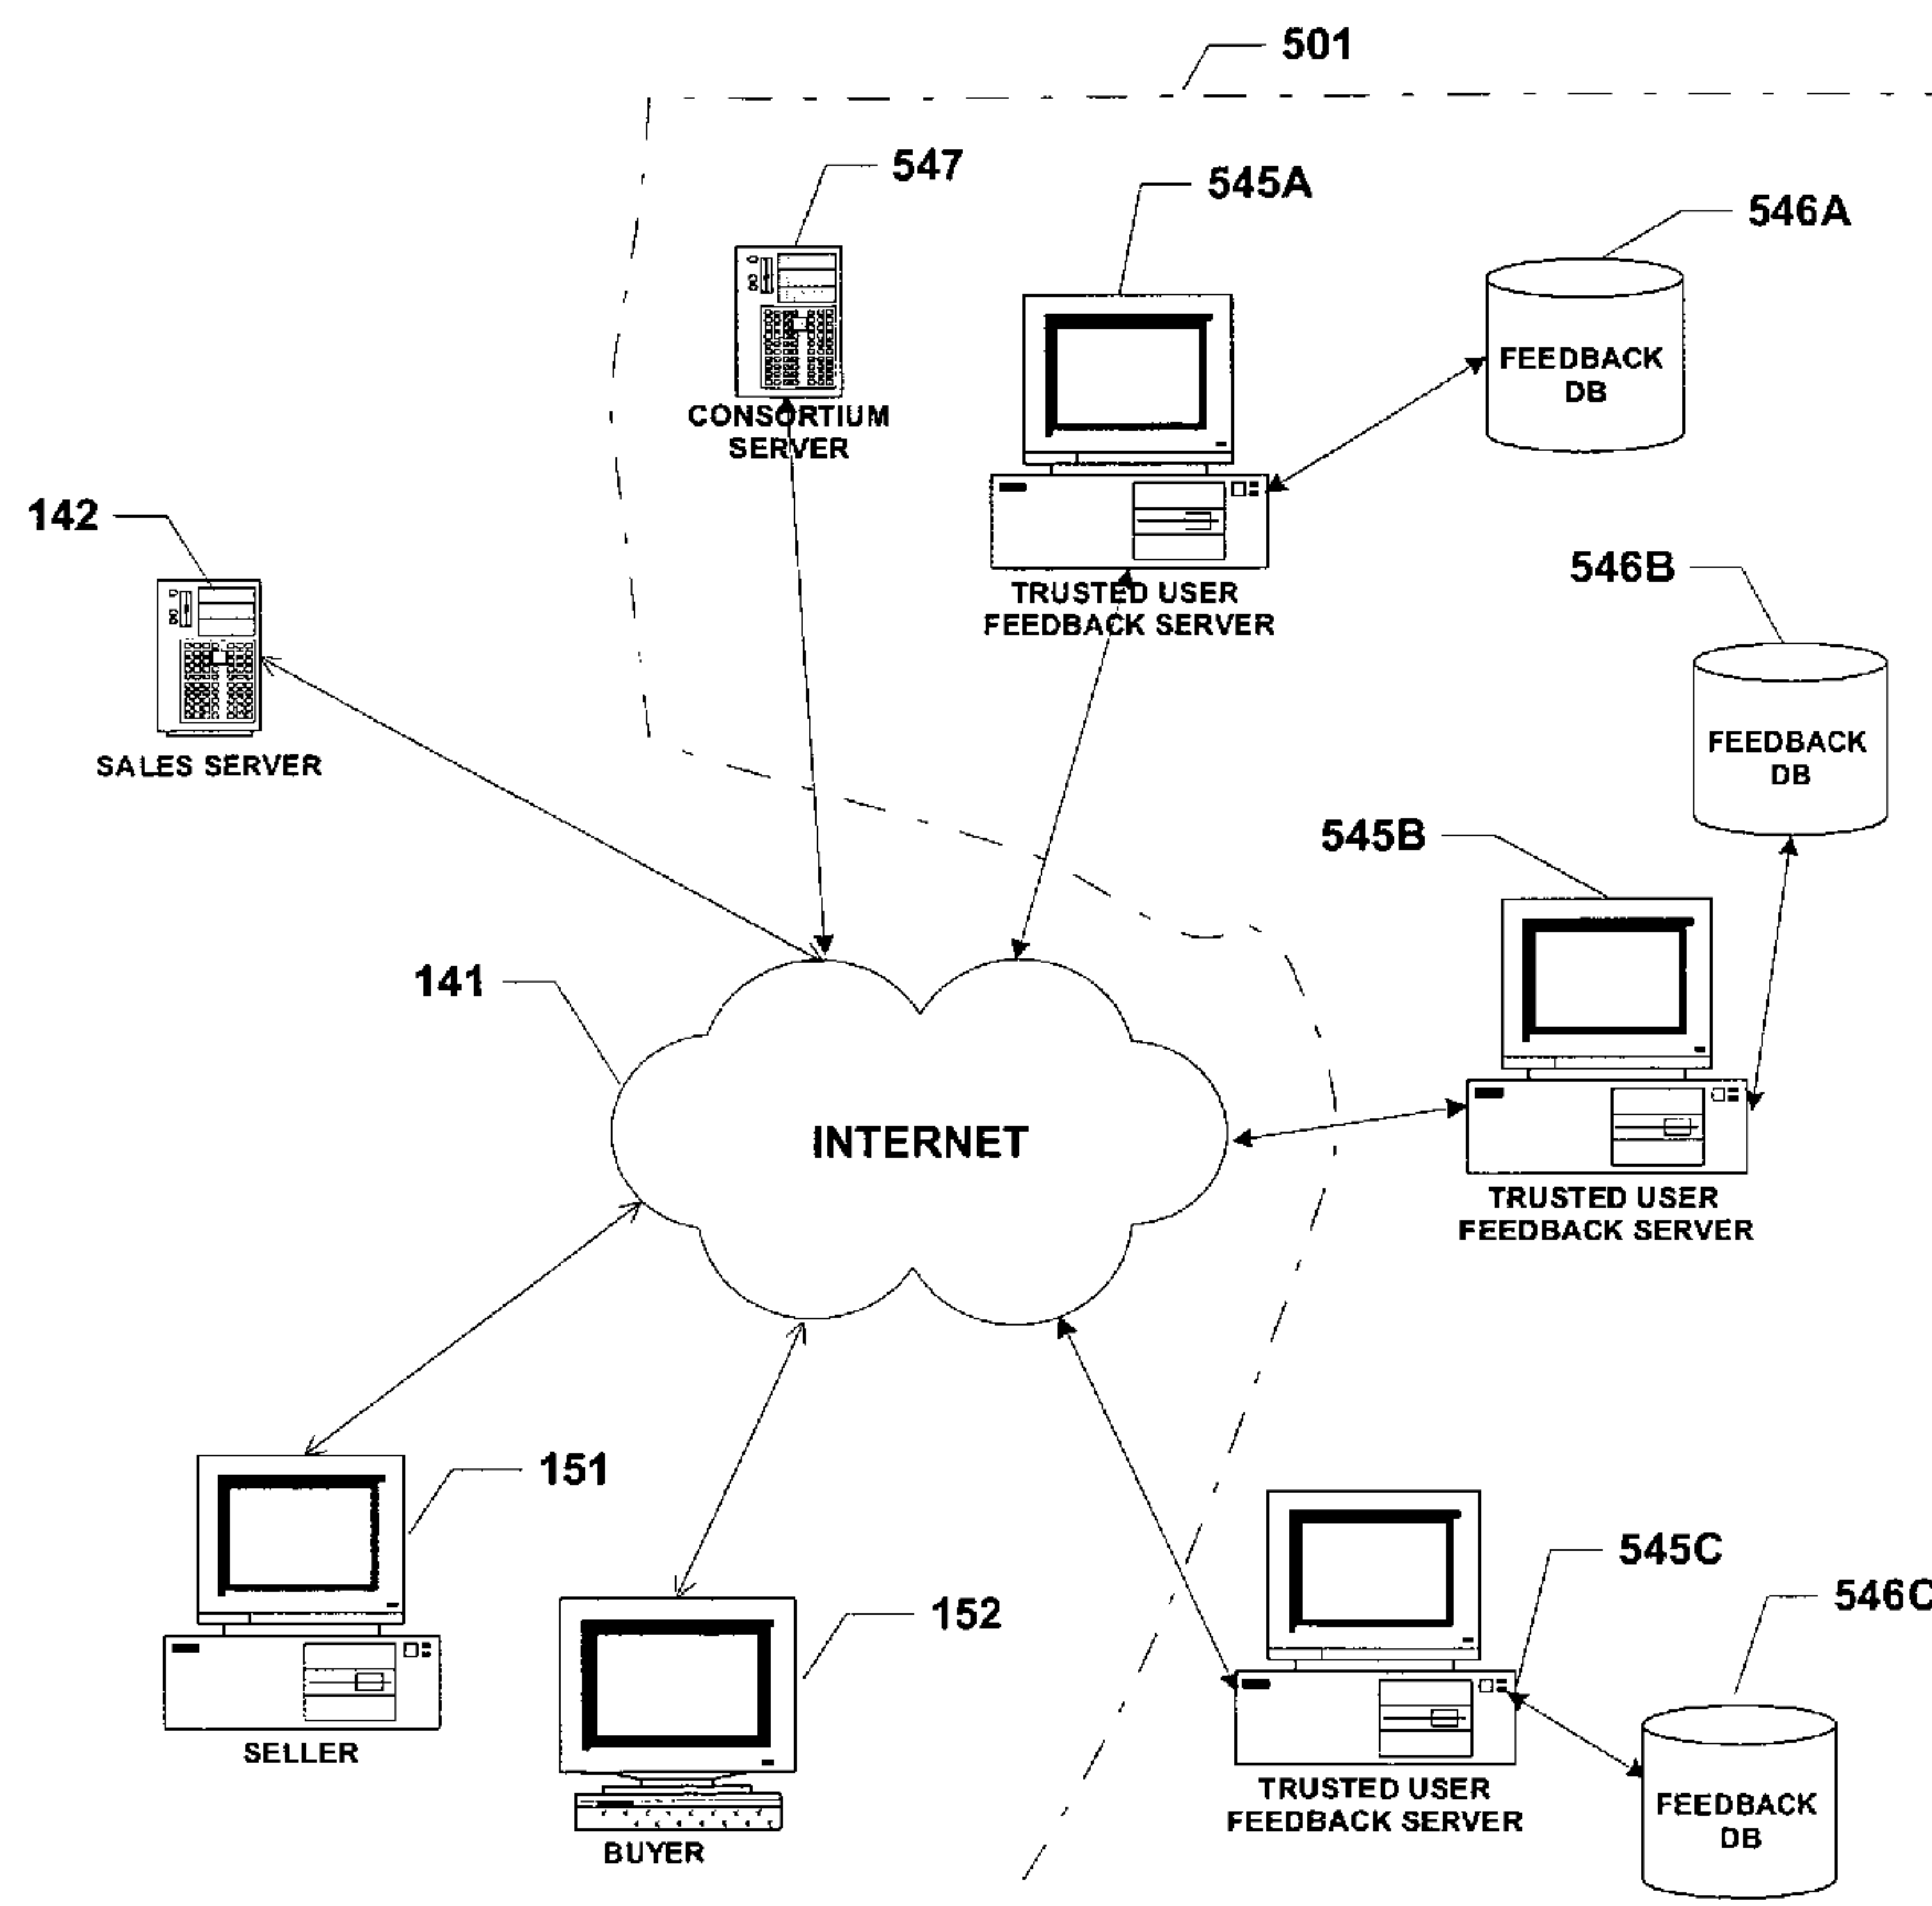 501
547
545A
546A
FEEDBACK
DB
CONSORTIUM
SERVER
142
TRUSTED USER
FEEDBACK SERVER
546B
SALES SERVER
FEEDBACK
DB
545B
141
INTERNET
TRUSTED USER
FEEDBACK SERVER
151
545C
546C
152
SELLER
TRUSTED USER
FEEDBACK SERVER
FEEDBACK
DB
BUYER